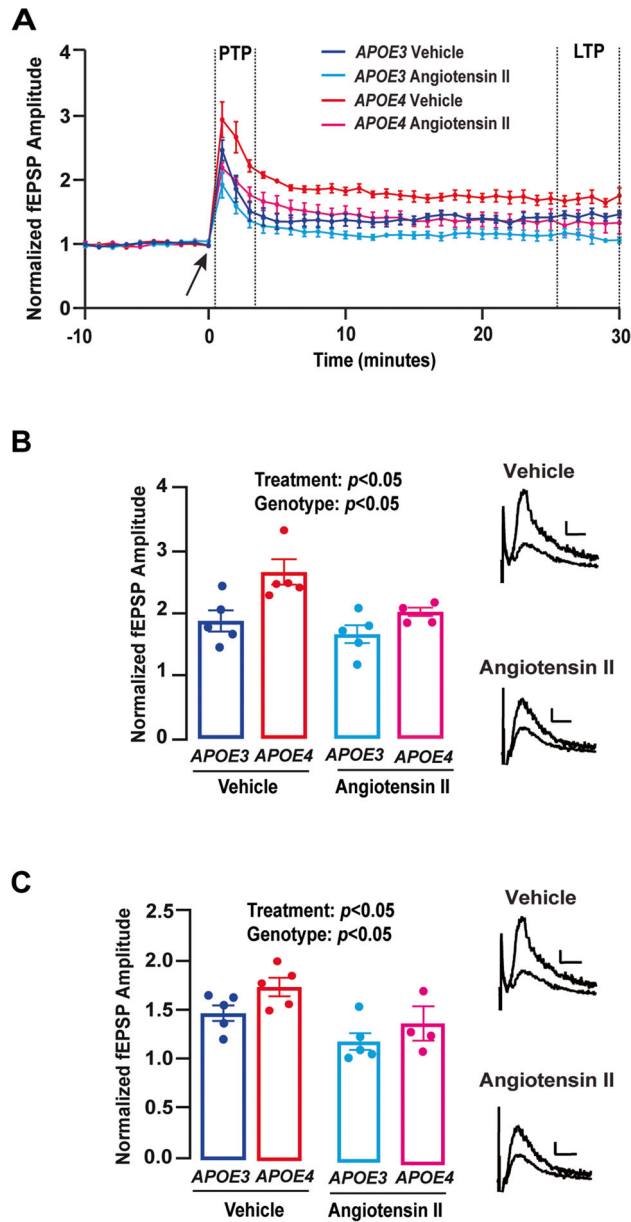 A
Normalized fEPSP Amplitude
4
3
2
1
0
PTP
LTP
APOE3 Vehicle
APOE3 Angiotensin II
APOE4 Vehicle
APOE4 Angiotensin II
-10
0
10
20
30
Time (minutes)
B
Normalized fEPSP Amplitude
4
3
2
1
0
Treatment: p<0.05
Genotype: p<0.05
APOE3 APOE4 APOE3 APOE4
Vehicle Angiotensin II
Vehicle
Angiotensin II
C
Normalized fEPSP Amplitude
2.5
2.0
1.5
1.0
0.5
0.0
Treatment: p<0.05
Genotype: p<0.05
APOE3 APOE4 APOE3 APOE4
Vehicle Angiotensin II
Vehicle
Angiotensin II